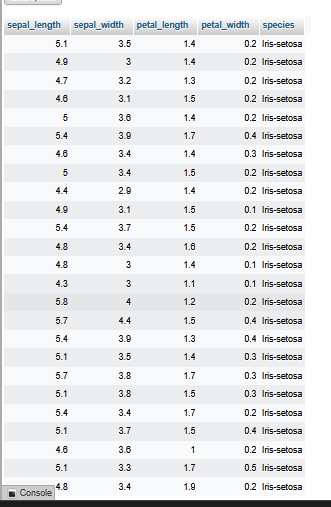 sepal_length sepal_width petal_length petal_width species
5.1 3.5 1.4 0.2 Iris-setosa
4.9 3 1.4 0.2 Iris-setosa
4.7 3.2 1.3 0.2 Iris-setosa
4.6 3.1 1.5 0.2 Iris-setosa
5 3.6 1.4 0.2 Iris-setosa
5.4 3.9 1.7 0.4 Iris-setosa
4.6 3.4 1.4 0.3 Iris-setosa
5 3.4 1.5 0.2 Iris-setosa
4.4 2.9 1.4 0.2 Iris-setosa
4.9 3.1 1.5 0.1 Iris-setosa
5.4 3.7 1.5 0.2 Iris-setosa
4.8 3.4 1.6 0.2 Iris-setosa
4.8 3 1.4 0.1 Iris-setosa
4.3 3 1.1 0.1 Iris-setosa
5.8 4 1.2 0.2 Iris-setosa
5.7 4.4 1.5 0.4 Iris-setosa
5.4 3.9 1.3 0.4 Iris-setosa
5.1 3.5 1.4 0.3 Iris-setosa
5.7 3.8 1.7 0.3 Iris-setosa
5.1 3.8 1.5 0.3 Iris-setosa
5.4 3.4 1.7 0.2 Iris-setosa
5.1 3.7 1.5 0.4 Iris-setosa
4.6 3.6 1 0.2 Iris-setosa
5.1 3.3 1.7 0.5 Iris-setosa
4.8 3.4 1.9 0.2 Iris-setosa
Console